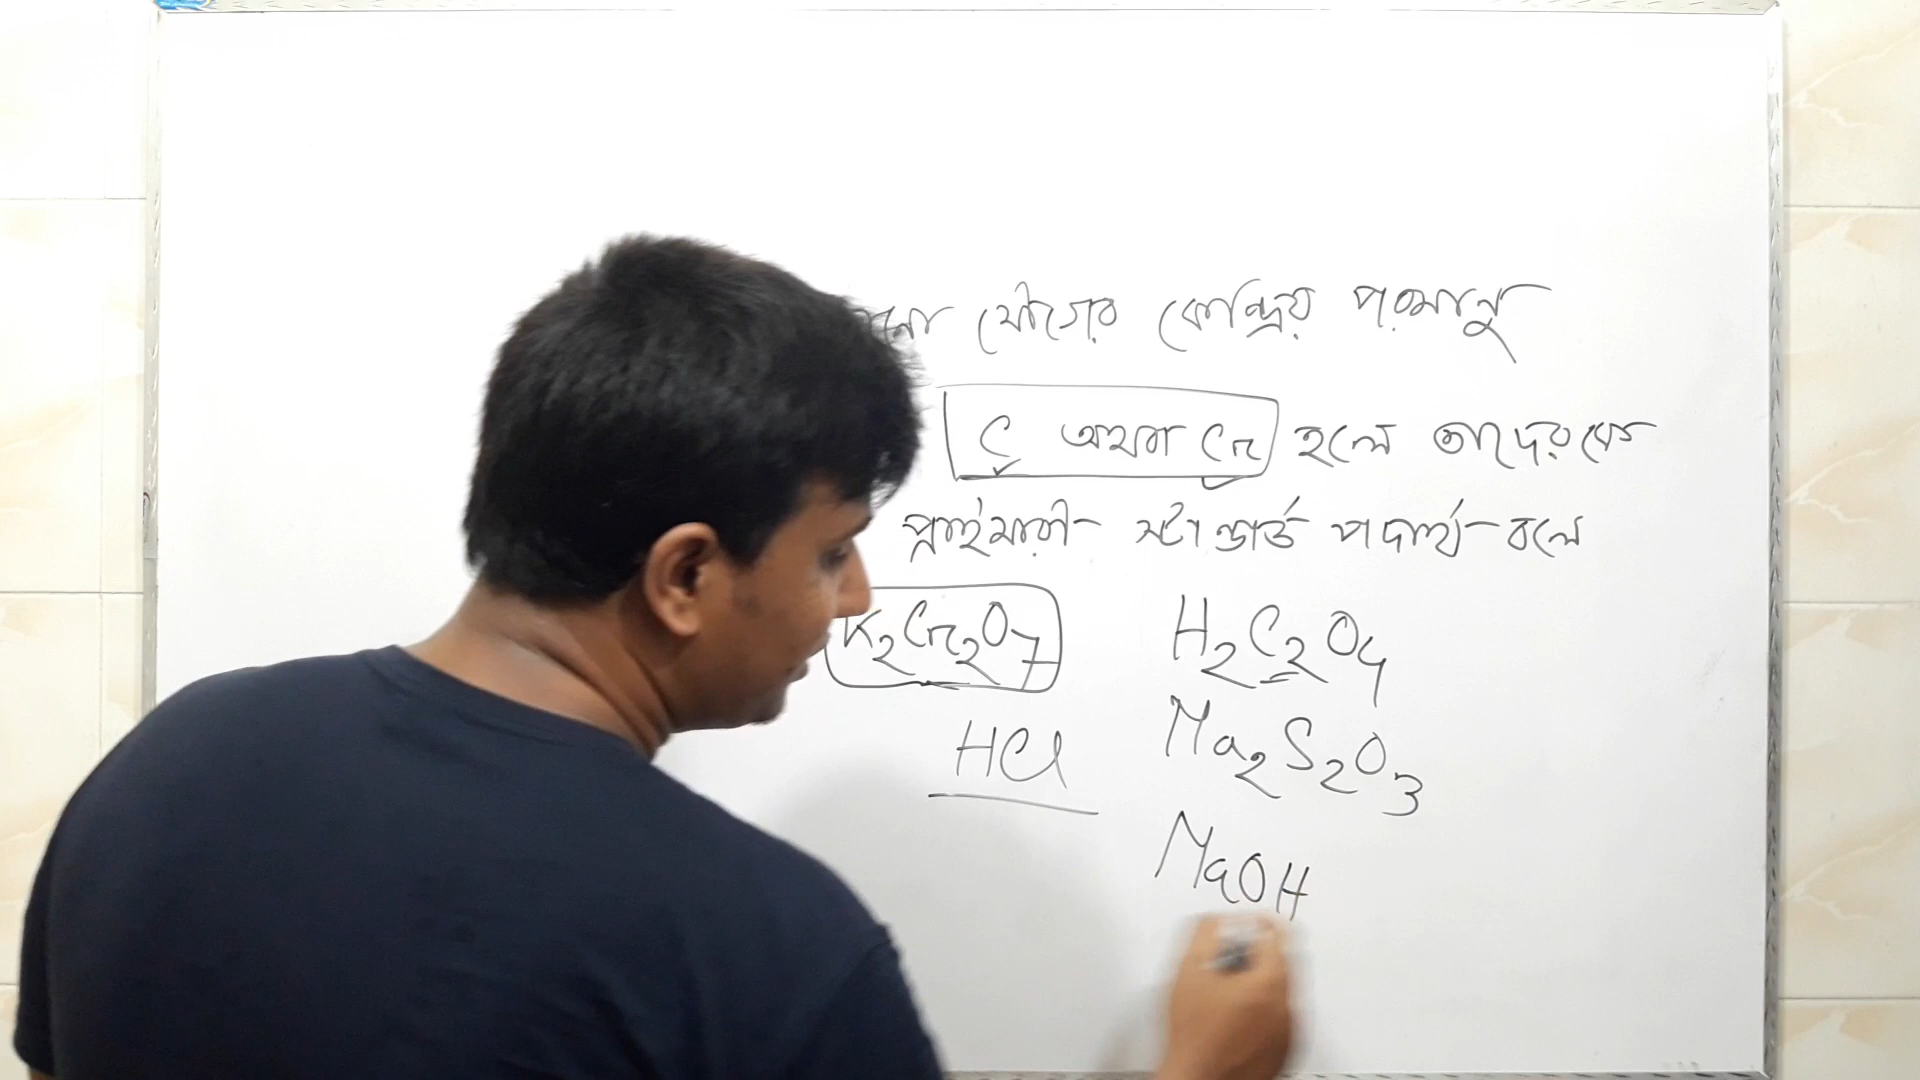 যৌগের কেন্দ্রিয় পরমানু
C অথবা Cr হলে তাদেরকে
প্রাইমারী স্ট্যান্ডার্ড পদার্থ বলে
K₂Cr₂O₇ H₂C₂O₄
HCl Na₂S₂O₃
NaOH